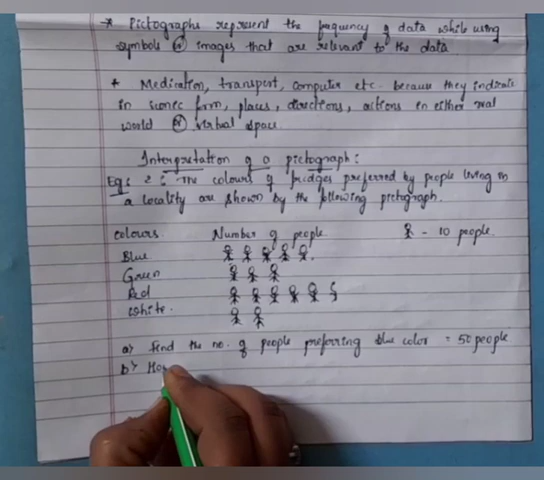 * Pictographs represent the frequency of data while using
symbols or images that are relevant to the data
* Medication, transport, computer etc. because they indicate
in iconic form, places, directions, actions en either real
world or virtual space.
Interpretation of a pictograph:
Eg: 2 : The colours of fridges preferred by people living in
a locality are shown by the following pictograph.
Colours. Number of people - 10 people.
Blue
Green
Red
White.
a) Find the no. of people preferring blue color = 50 people
b) Ho